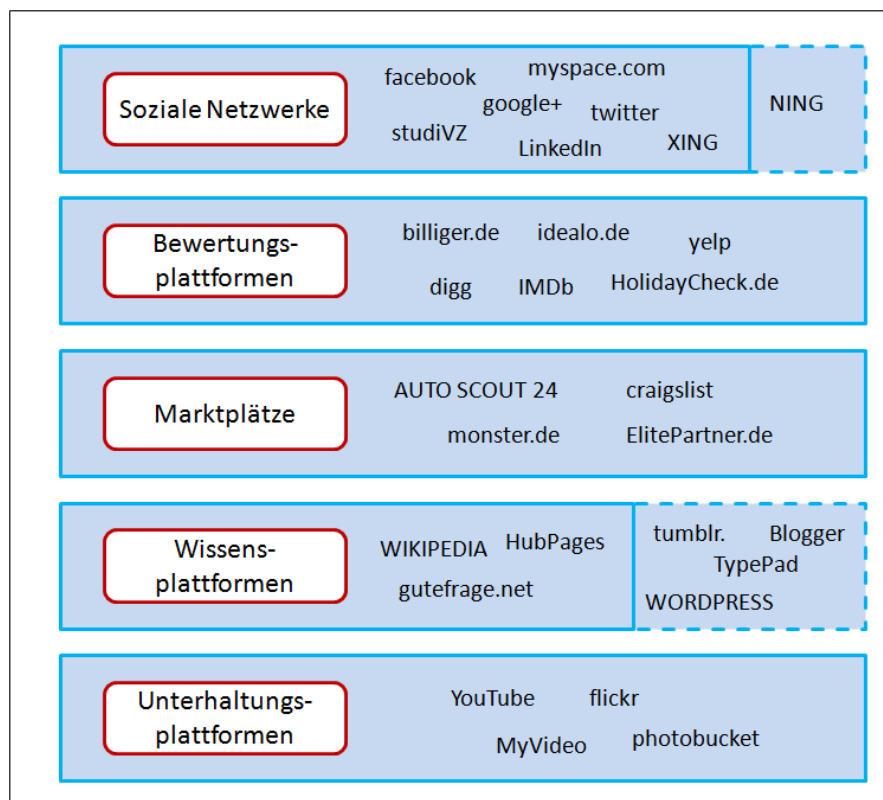 Soziale Netzwerke
facebook
myspace.com
google+
twitter
studiVZ
LinkedIn
XING
NING
Bewertungs-
plattformen
billiger.de
idealo.de
yelp
digg
IMDb
HolidayCheck.de
Marktplätze
AUTO SCOUT 24
craigslist
monster.de
ElitePartner.de
Wissens-
plattformen
WIKIPEDIA
HubPages
gutefrage.net
tumblr.
Blogger
TypePad
WORDPRESS
Unterhaltungs-
plattformen
YouTube
flickr
MyVideo
photobucket